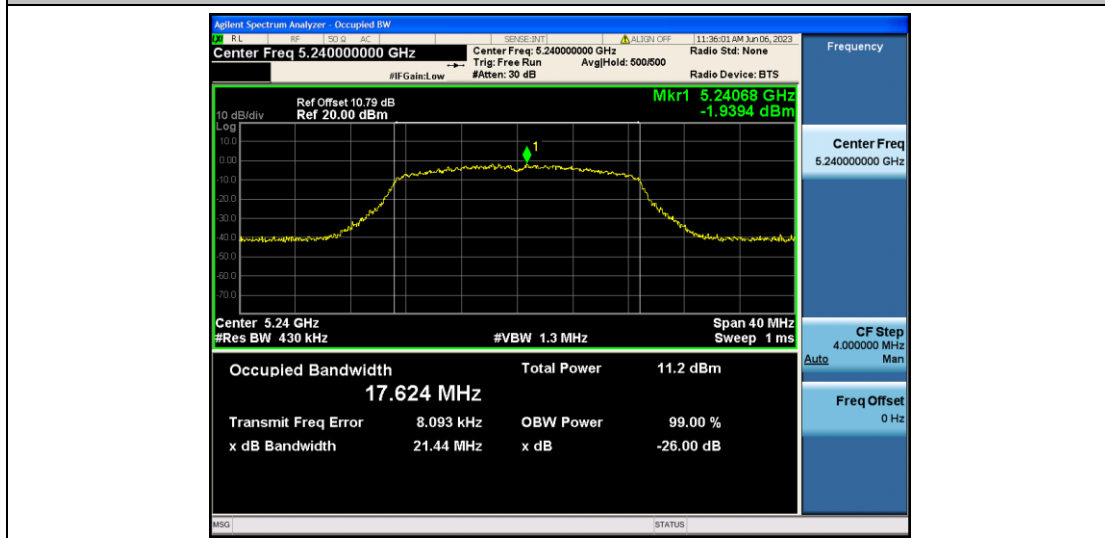 Agilent Spectrum Analyzer - Occupied BW
RL RF 50 Ω AC SENSE:INT ALIGN OFF 11:36:01 AM Jun 06, 2023
Center Freq 5.240000000 GHz
Center Freq: 5.240000000 GHz Radio Std: None
Trig: Free Run Avg|Hold: 500/500
#IFGain:Low #Atten: 30 dB Radio Device: BTS
Frequency
Mkr1 5.24068 GHz
-1.9394 dBm
Ref Offset 10.79 dB
10 dB/div Ref 20.00 dBm
Log
10.0
0.00
-10.0
-20.0
-30.0
-40.0
-50.0
-60.0
-70.0
1
Center Freq
5.240000000 GHz
Center 5.24 GHz Span 40 MHz
#Res BW 430 kHz #VBW 1.3 MHz Sweep 1 ms
CF Step
4.000000 MHz
Auto Man
Freq Offset
0 Hz
Occupied Bandwidth Total Power 11.2 dBm
17.624 MHz
Transmit Freq Error 8.093 kHz OBW Power 99.00 %
x dB Bandwidth 21.44 MHz x dB -26.00 dB
MSG STATUS